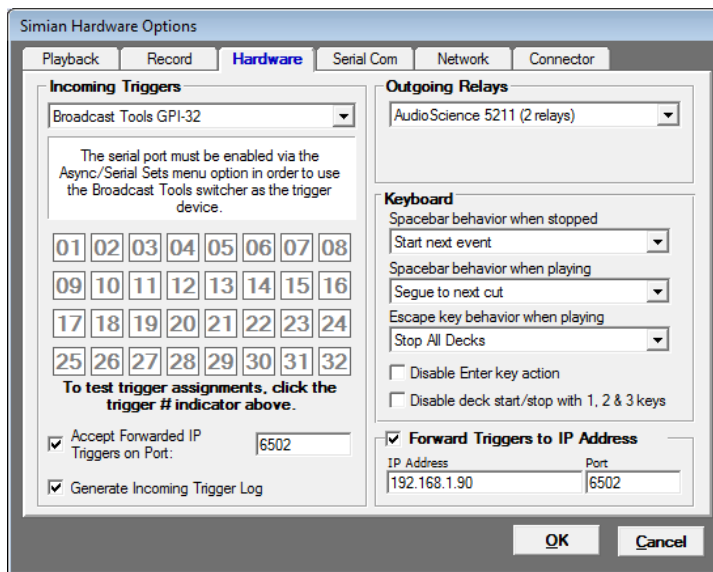 Simian Hardware Options
Playback Record Hardware Serial Com Network Connector
Incoming Triggers
Broadcast Tools GPI-32
The serial port must be enabled via the
Async/Serial Sets menu option in order to use
the Broadcast Tools switcher as the trigger
device.
01 02 03 04 05 06 07 08
09 10 11 12 13 14 15 16
17 18 19 20 21 22 23 24
25 26 27 28 29 30 31 32
To test trigger assignments, click the
trigger # indicator above.
Accept Forwarded IP
Triggers on Port:
6502
Generate Incoming Trigger Log
Outgoing Relays
AudioScience 5211 (2 relays)
Keyboard
Spacebar behavior when stopped
Start next event
Spacebar behavior when playing
Segue to next cut
Escape key behavior when playing
Stop All Decks
Disable Enter key action
Disable deck start/stop with 1, 2 & 3 keys
Forward Triggers to IP Address
IP Address Port
192.168.1.90 6502
OK Cancel